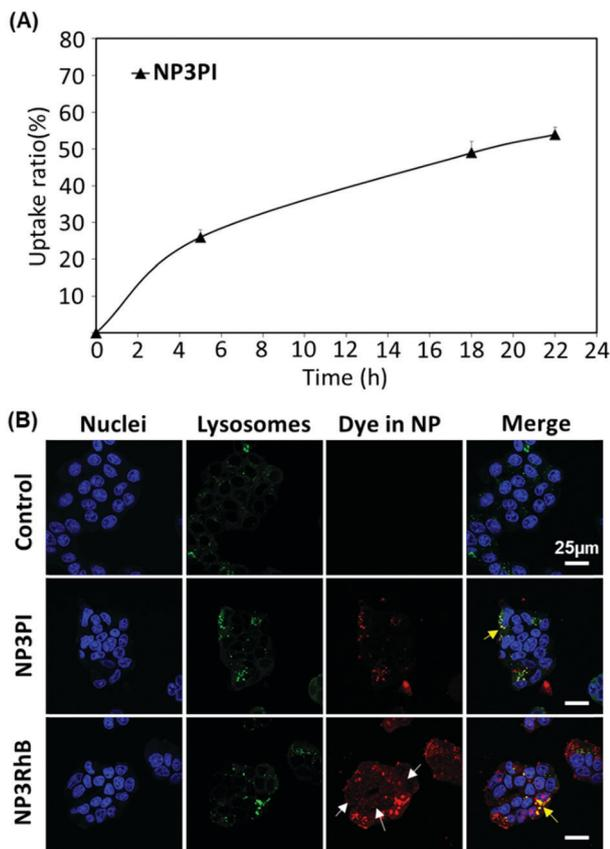 (A)
80
70
60
50
40
30
20
10
Uptake ratio(%)
NP3PI
0 2 4 6 8 10 12 14 16 18 20 22 24
Time (h)
(B)
Nuclei Lysosomes Dye in NP Merge
Control
25μm
NP3PI
NP3RhB